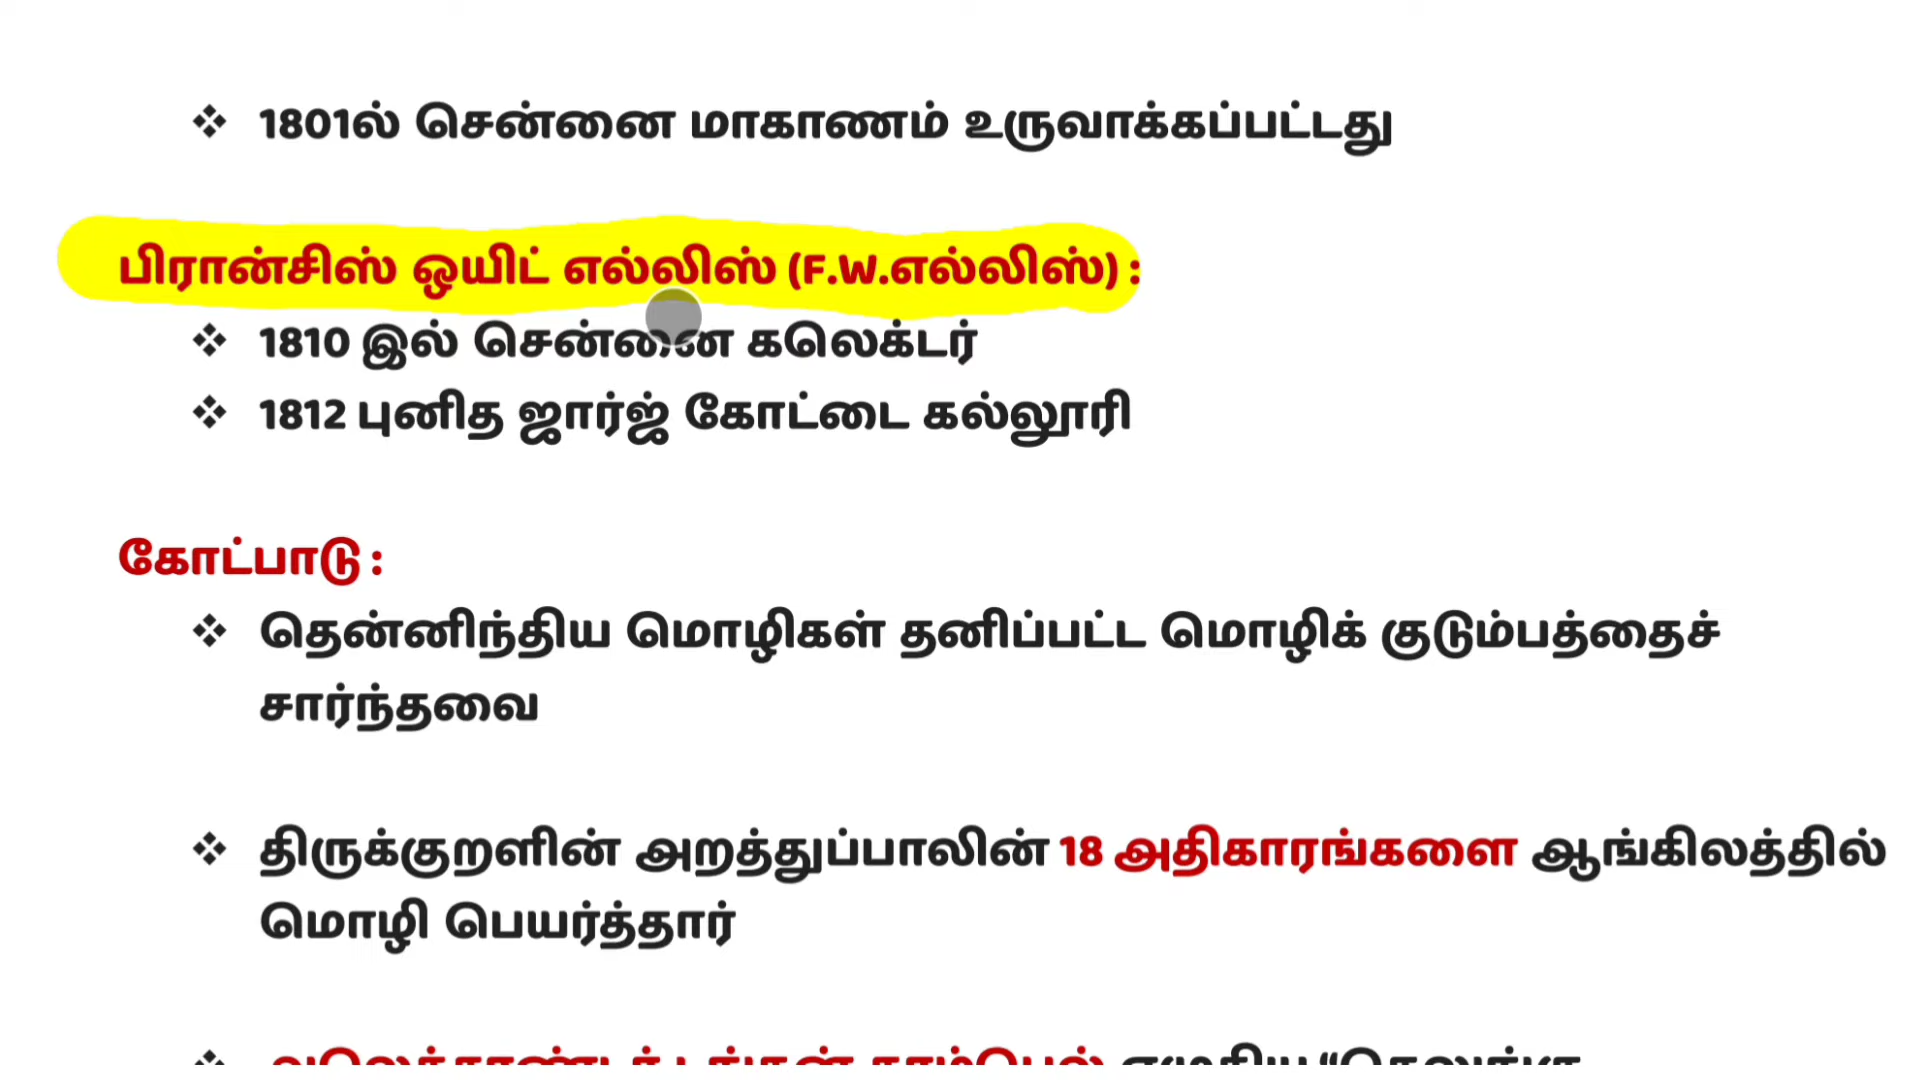 ❖ 1801ல் சென்னை மாகாணம் உருவாக்கப்பட்டது
பிரான்சிஸ் ஒயிட் எல்லிஸ் (F.W.எல்லிஸ்) :
❖ 1810 இல் சென்னை கலெக்டர்
❖ 1812 புனித ஜார்ஜ் கோட்டை கல்லூரி
கோட்பாடு :
❖ தென்னிந்திய மொழிகள் தனிப்பட்ட மொழிக் குடும்பத்தைச்
சார்ந்தவை
❖ திருக்குறளின் அறத்துப்பாலின் 18 அதிகாரங்களை ஆங்கிலத்தில்
மொழி பெயர்த்தார்